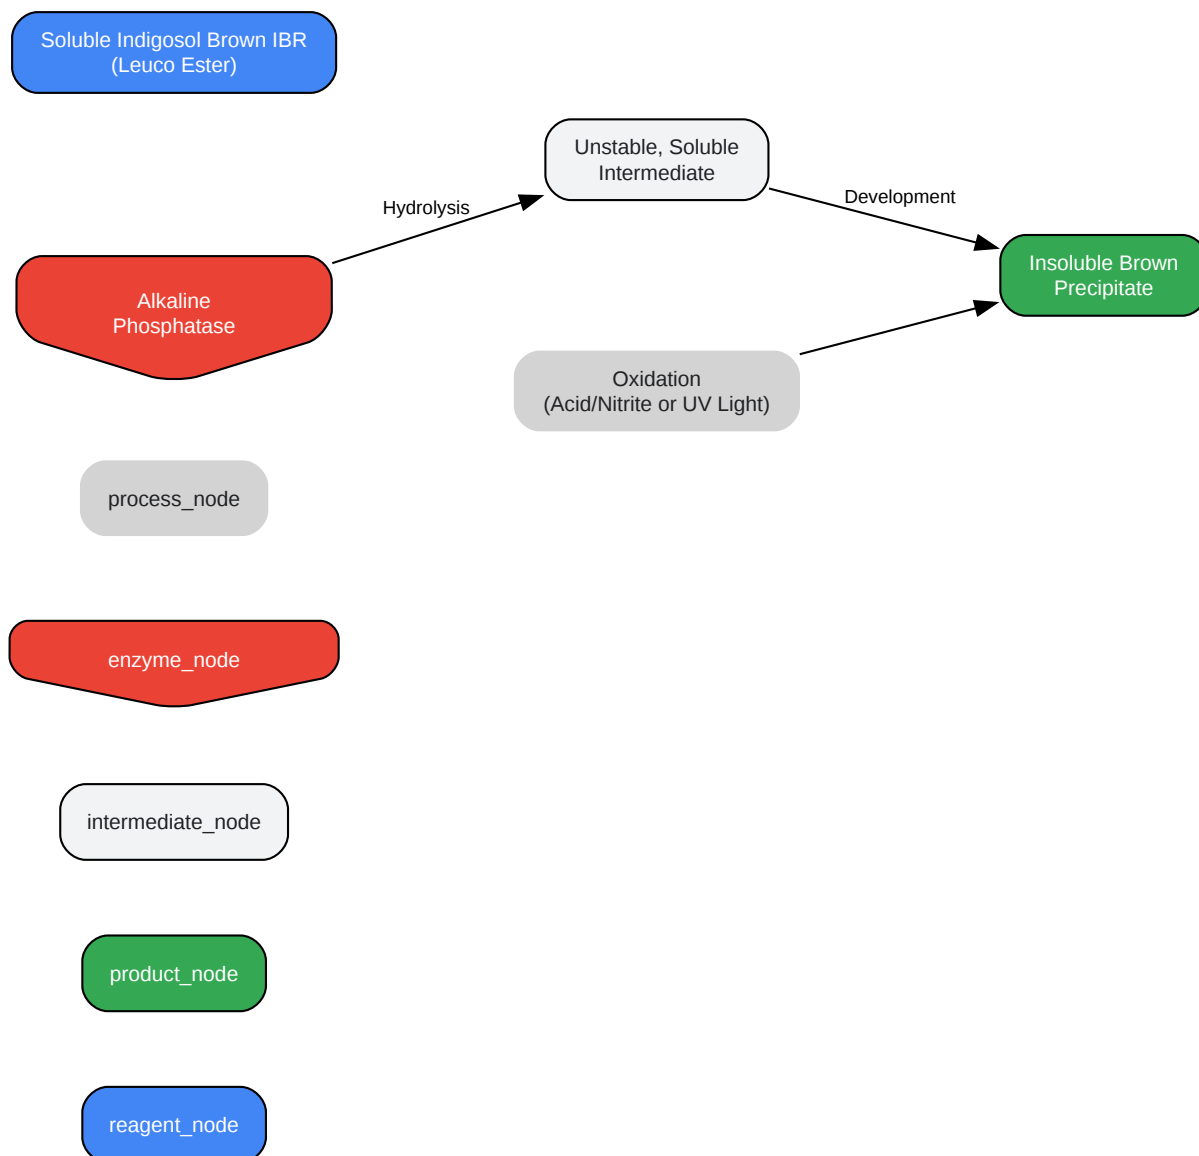 Soluble Indigosol Brown IBR
(Leuco Ester)
Unstable, Soluble
Intermediate
Hydrolysis
Development
Alkaline
Phosphatase
Insoluble Brown
Precipitate
Oxidation
(Acid/Nitrite or UV Light)
process_node
enzyme_node
intermediate_node
product_node
reagent_node